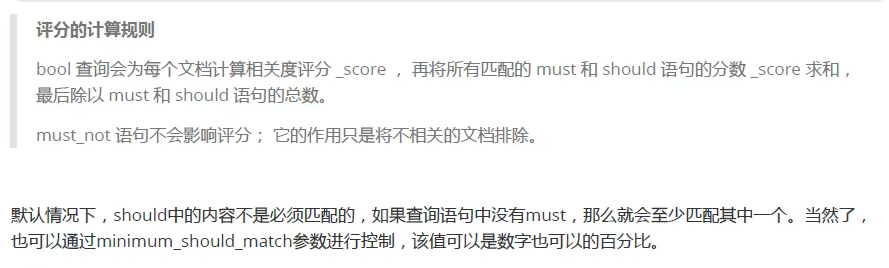 评分的计算规则
bool 查询会为每个文档计算相关度评分 _score ， 再将所有匹配的 must 和 should 语句的分数 _score 求和，
最后除以 must 和 should 语句的总数。
must_not 语句不会影响评分； 它的作用只是将不相关的文档排除。
默认情况下，should中的内容不是必须匹配的，如果查询语句中没有must，那么就会至少匹配其中一个。当然了，
也可以通过minimum_should_match参数进行控制，该值可以是数字也可以的百分比。